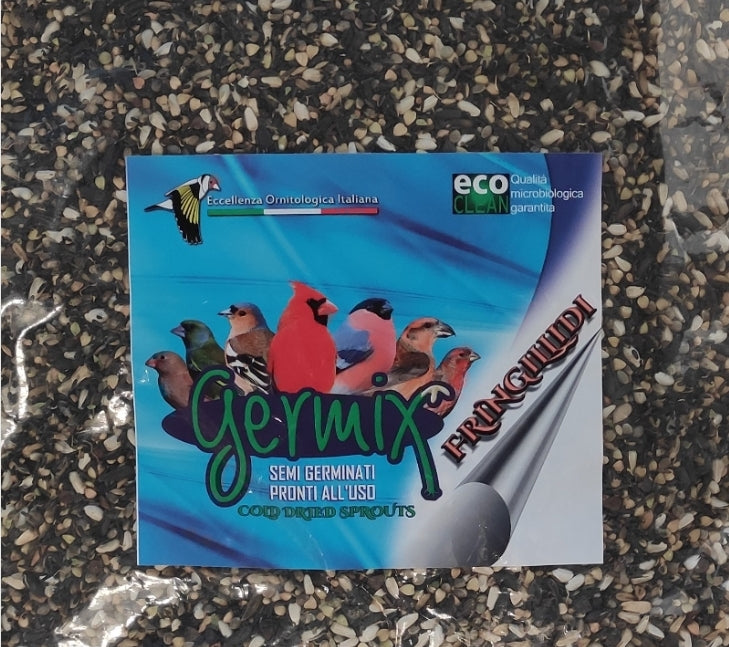 Eccellenza Ornitologica Italiana
eco
CLEAN
Qualità
microbiologica
garantita
FRINGILLIDI
germix
SEMI GERMINATI
PRONTI ALL'USO
COLD DRIED SPROUTS